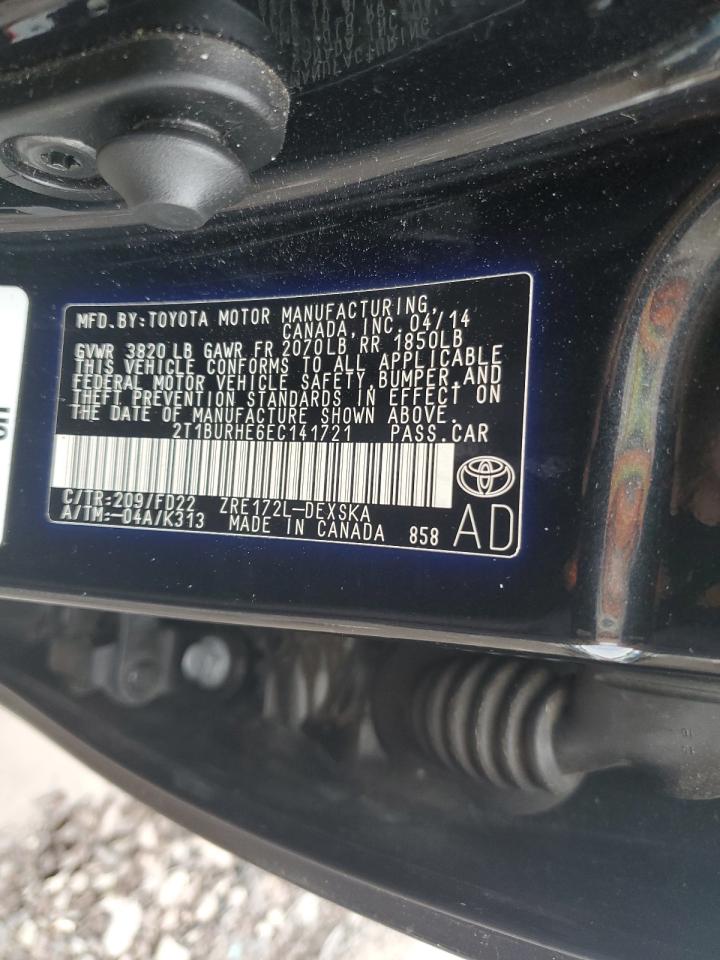 MFD.BY:TOYOTA MOTOR MANUFACTURING,
CANADA, INC. 04/14
GVWR 3820 LB GAWR FR 2070LB RR 1850LB
THIS VEHICLE CONFORMS TO ALL APPLICABLE
FEDERAL MOTOR VEHICLE SAFETY, BUMPER, AND
THEFT PREVENTION STANDARDS IN EFFECT ON
THE DATE OF MANUFACTURE SHOWN ABOVE.
2T1BURHE6EC141721 PASS.CAR
C/TR:209/FD22 ZRE172L-DEXSKA
A/TM:-04A/K313 MADE IN CANADA 858 AD